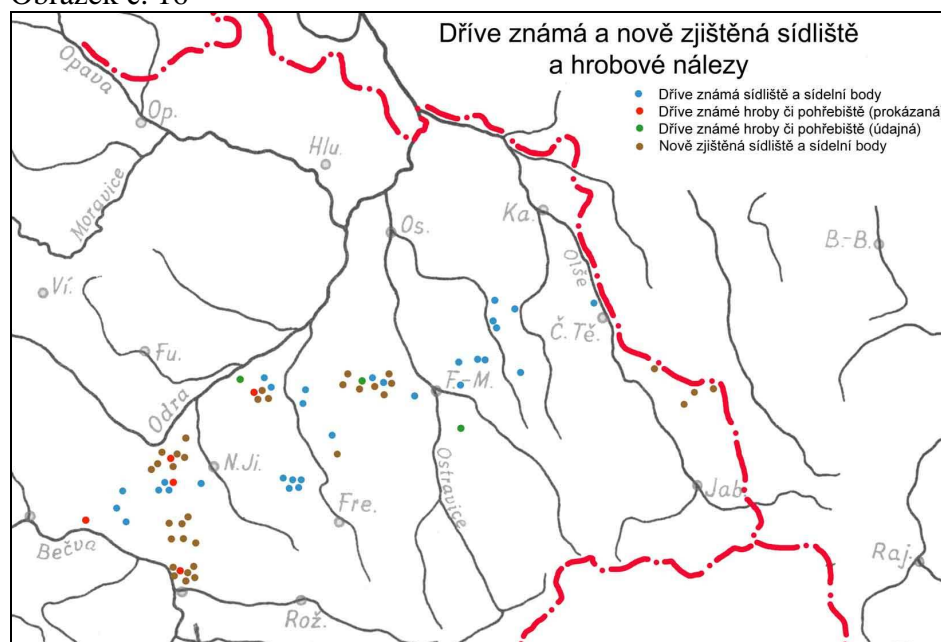 Obrázek č. 18
Dříve známá a nově zjištěná sídliště
a hrobové nálezy
Dříve známá sídliště a sídelní body
Dříve známé hroby či pohřebiště (prokázaná
Dříve známé hroby či pohřebiště (údajná)
Nově zjištěná sídliště a sídelní body
Opava
Op.
Hlu.
Moravice
Os.
Ka.
Olše
B.-B.
Ví.
Č. Tě.
Fu.
F.-M.
Odra
N.Ji.
Ostravice
Jab.
Fre.
Bečva
Raj.
Rož.